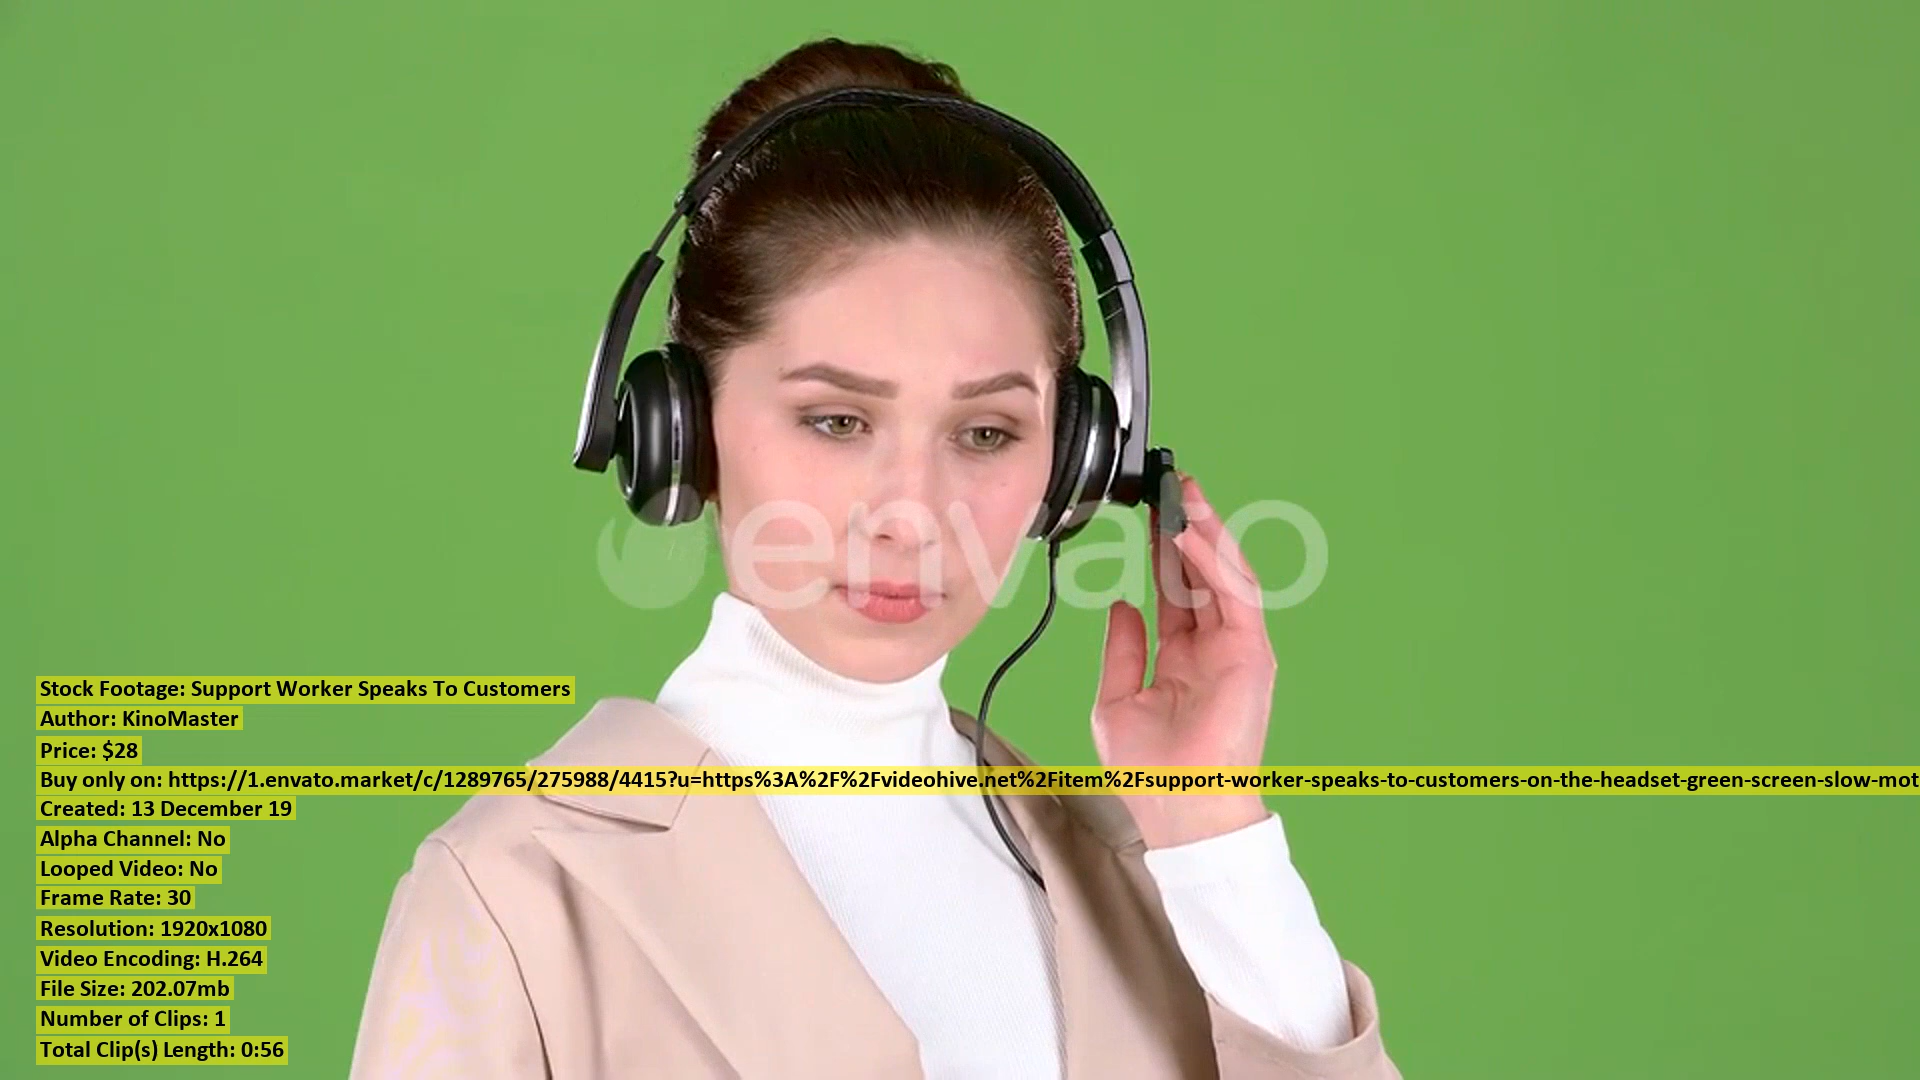 envato
Stock Footage: Support Worker Speaks To Customers
Author: KinoMaster
Price: $28
Buy only on: https://1.envato.market/c/1289765/275988/4415?u=https%3A%2F%2Fvideohive.net%2Fitem%2Fsupport-worker-speaks-to-customers-on-the-headset-green-screen-slow-mot
Created: 13 December 19
Alpha Channel: No
Looped Video: No
Frame Rate: 30
Resolution: 1920x1080
Video Encoding: H.264
File Size: 202.07mb
Number of Clips: 1
Total Clip(s) Length: 0:56